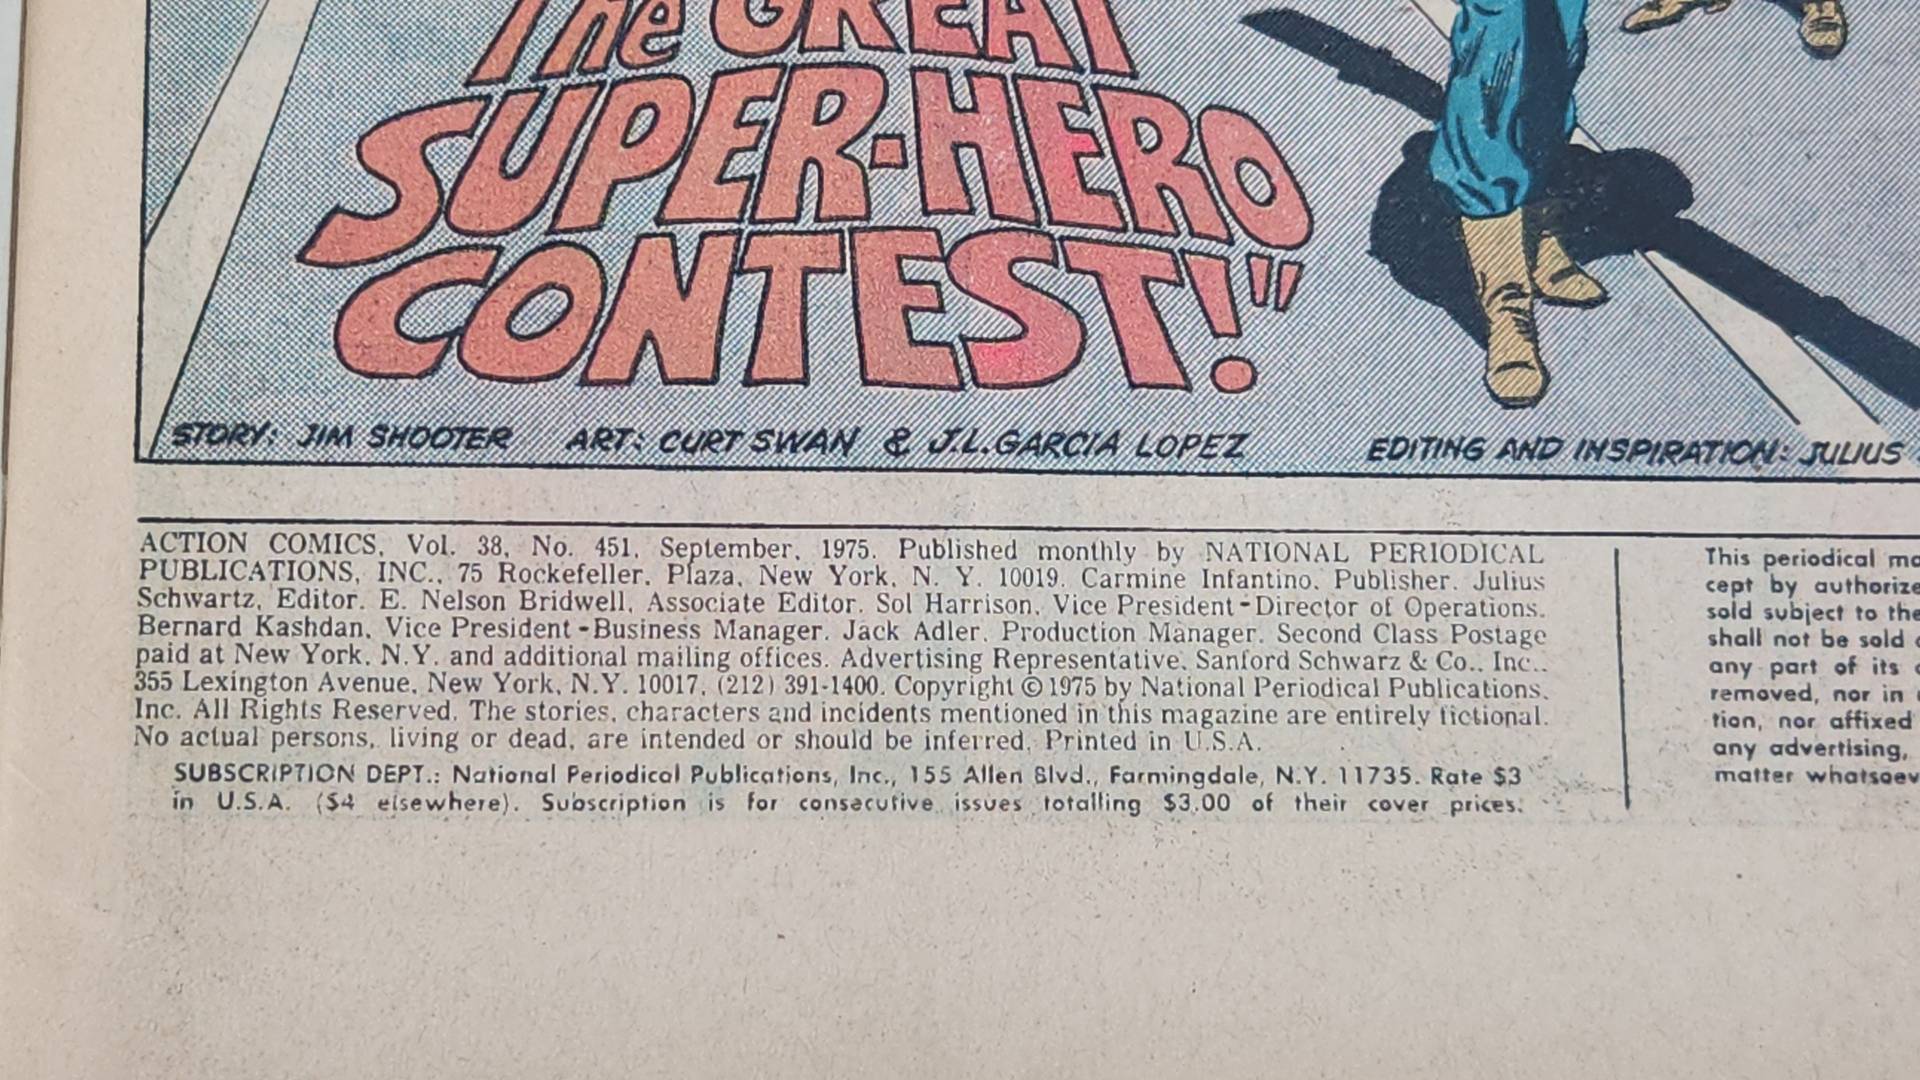 The GREAT
SUPER-HERO
CONTEST!"
STORY: JIM SHOOTER ART: CURT SWAN & J.L. GARCIA LOPEZ EDITING AND INSPIRATION: JULIUS
ACTION COMICS, Vol. 38, No. 451, September, 1975. Published monthly by NATIONAL PERIODICAL
PUBLICATIONS, INC., 75 Rockefeller, Plaza, New York, N. Y. 10019. Carmine Infantino, Publisher. Julius
Schwartz, Editor. E. Nelson Bridwell, Associate Editor. Sol Harrison, Vice President-Director of Operations.
Bernard Kashdan, Vice President-Business Manager. Jack Adler, Production Manager. Second Class Postage
paid at New York, N.Y. and additional mailing offices. Advertising Representative, Sanford Schwarz & Co., Inc.,
355 Lexington Avenue, New York, N.Y. 10017, (212) 391-1400. Copyright © 1975 by National Periodical Publications,
Inc. All Rights Reserved. The stories, characters and incidents mentioned in this magazine are entirely fictional.
No actual persons, living or dead, are intended or should be inferred. Printed in U.S.A.
SUBSCRIPTION DEPT.: National Periodical Publications, Inc., 155 Allen Blvd., Farmingdale, N.Y. 11735. Rate $3
in U.S.A. ($4 elsewhere). Subscription is for consecutive issues totalling $3.00 of their cover prices.
This periodical ma
cept by authorize
sold subject to the
shall not be sold
any part of its
removed, nor in
tion, nor affixed
any advertising,
matter whatsoev